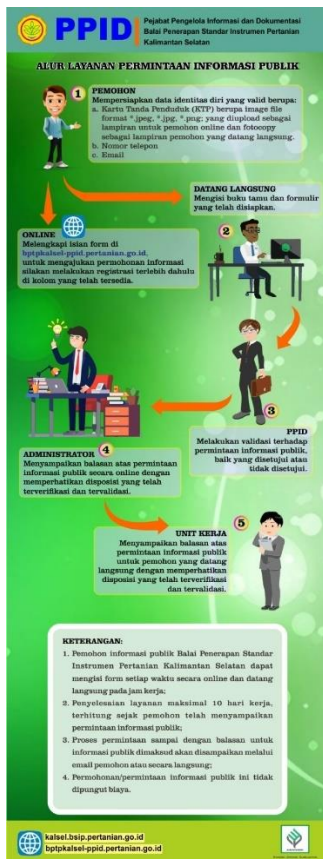 PPID
Pejabat Pengelola Informasi dan Dokumentasi
Balai Penerapan Standar Instrumen Pertanian
Kalimantan Selatan
ALUR LAYANAN PERMINTAAN INFORMASI PUBLIK
1
PEMOHON
Mempersiapkan data identitas diri yang valid berupa:
a. Kartu Tanda Penduduk (KTP) berupa image file
format *.jpeg, *.jpg, *.png; yang diupload sebagai
lampiran untuk pemohon online dan fotocopy
sebagai lampiran pemohon yang datang langsung.
b. Nomor telepon
c. Email
DATANG LANGSUNG
Mengisi buku tamu dan formulir
yang telah disiapkan.
2
ONLINE
Melengkapi isian form di
bptpkalsel-ppid.pertanian.go.id,
untuk mengajukan permohonan informasi
silakan melakukan registrasi terlebih dahulu
di kolom yang telah tersedia.
3
PPID
Melakukan validasi terhadap
permintaan informasi publik,
baik yang disetujui atau
tidak disetujui.
4
ADMINISTRATOR
Menyampaikan balasan atas permintaan
informasi publik secara online dengan
memperhatikan disposisi yang telah
terverifikasi dan tervalidasi.
5
UNIT KERJA
Menyampaikan balasan atas
permintaan informasi publik
untuk pemohon yang datang
langsung dengan memperhatikan
disposisi yang telah terverifikasi
dan tervalidasi.
KETERANGAN:
1. Pemohon informasi publik Balai Penerapan Standar
Instrumen Pertanian Kalimantan Selatan dapat
mengisi form setiap waktu secara online dan datang
langsung pada jam kerja;
2. Penyelesaian layanan maksimal 10 hari kerja,
terhitung sejak pemohon telah menyampaikan
permintaan informasi publik;
3. Proses permintaan sampai dengan balasan untuk
informasi publik dimaksud akan disampaikan melalui
email pemohon atau secara langsung;
4. Permohonan/permintaan informasi publik ini tidak
dipungut biaya.
kalsel.bsip.pertanian.go.id
bptpkalsel-ppid.pertanian.go.id